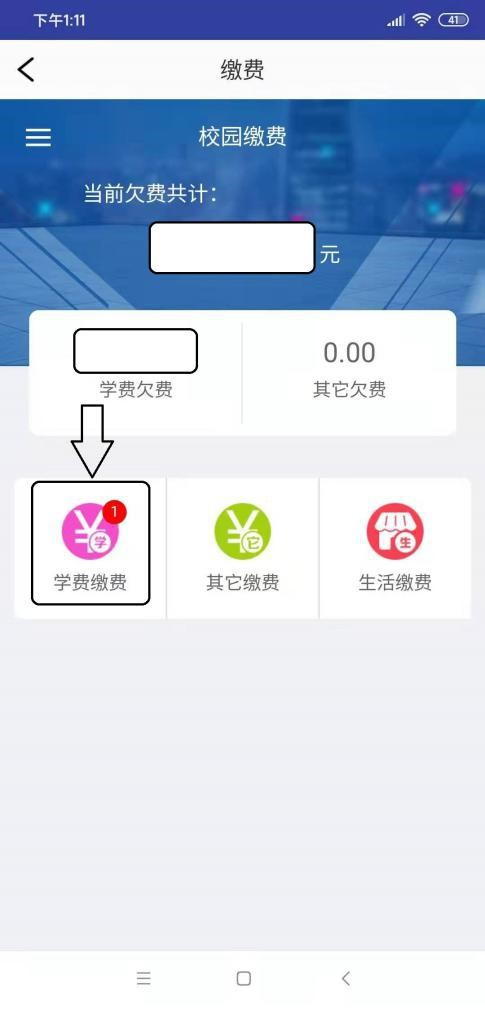 下午1:11
41
缴费
校园缴费
当前欠费共计：
元
0.00
学费欠费
其它欠费
学
1
它
生
学费缴费
其它缴费
生活缴费